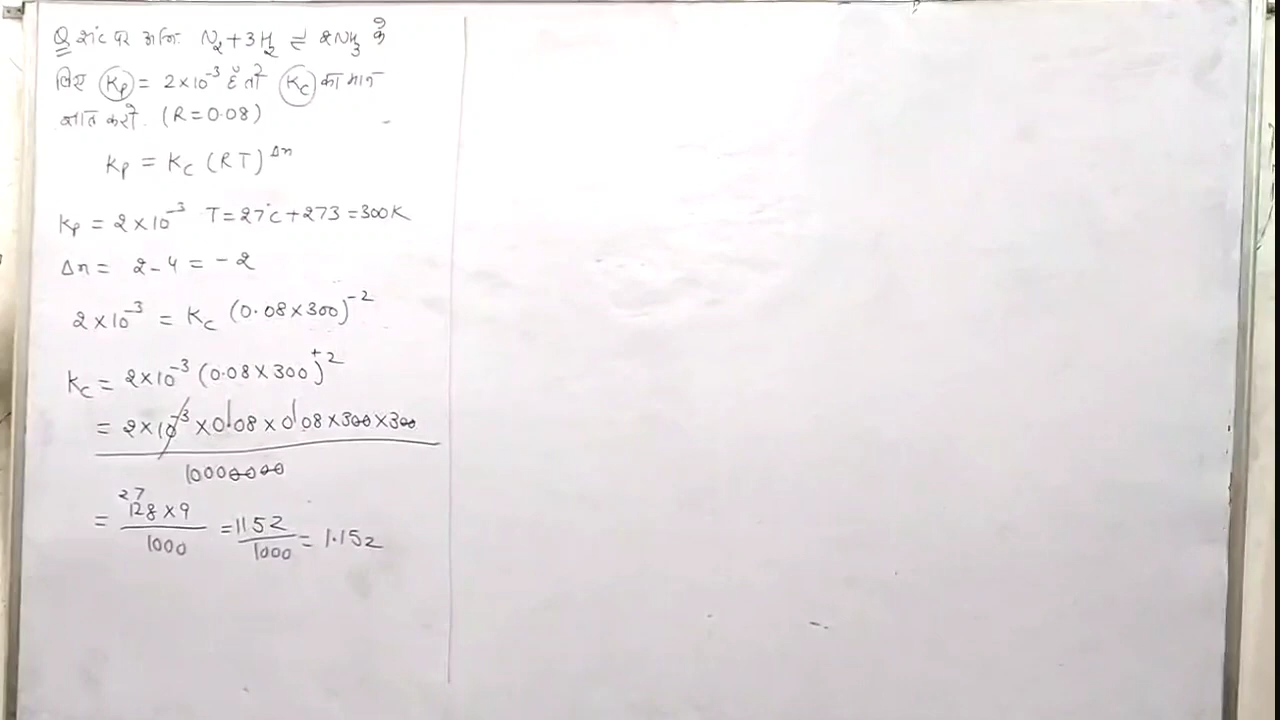 Q 27°C पर अभि. N₂ + 3H₂ ⇌ 2NH₃ के
लिए Kp = 2×10⁻³ है तो Kc का मान
ज्ञात करो. (R = 0.08)
Kp = Kc (RT)^Δn
Kp = 2×10⁻³ T = 27°C + 273 = 300K
Δn = 2-4 = -2
2×10⁻³ = Kc (0.08×300)⁻²
Kc = 2×10⁻³ (0.08×300)⁺²
= 2×10⁻³ ×0.08 × 0.08 ×300 ×300
10000000
27
= 128×9 / 1000 = 1152 / 1000 = 1.152